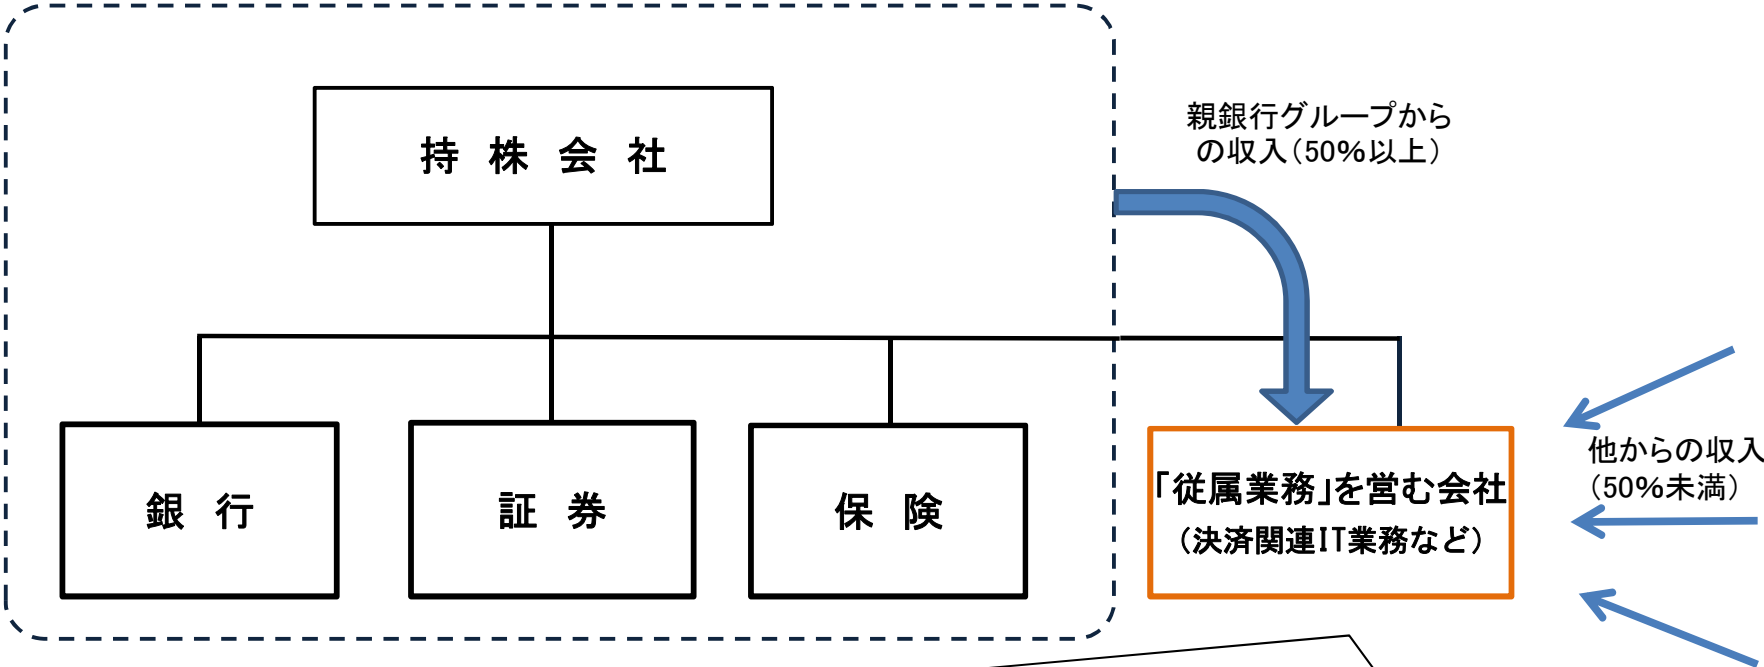 持 株 会 社
親銀行グループから
の収入(50%以上)
銀 行
証 券
保 険
「従属業務」を営む会社
(決済関連IT業務など)
他からの収入
(50%未満)